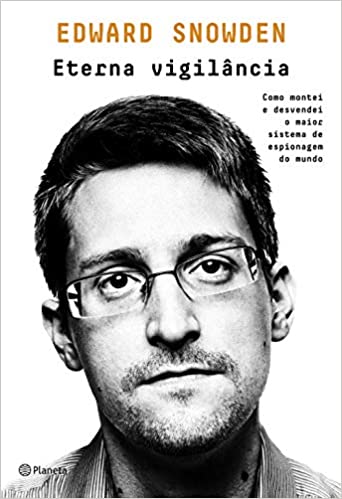 EDWARD SNOWDEN
Eterna vigilância
Como montei
e desvendei
o maior
sistema de
espionagem
do mundo
Planeta